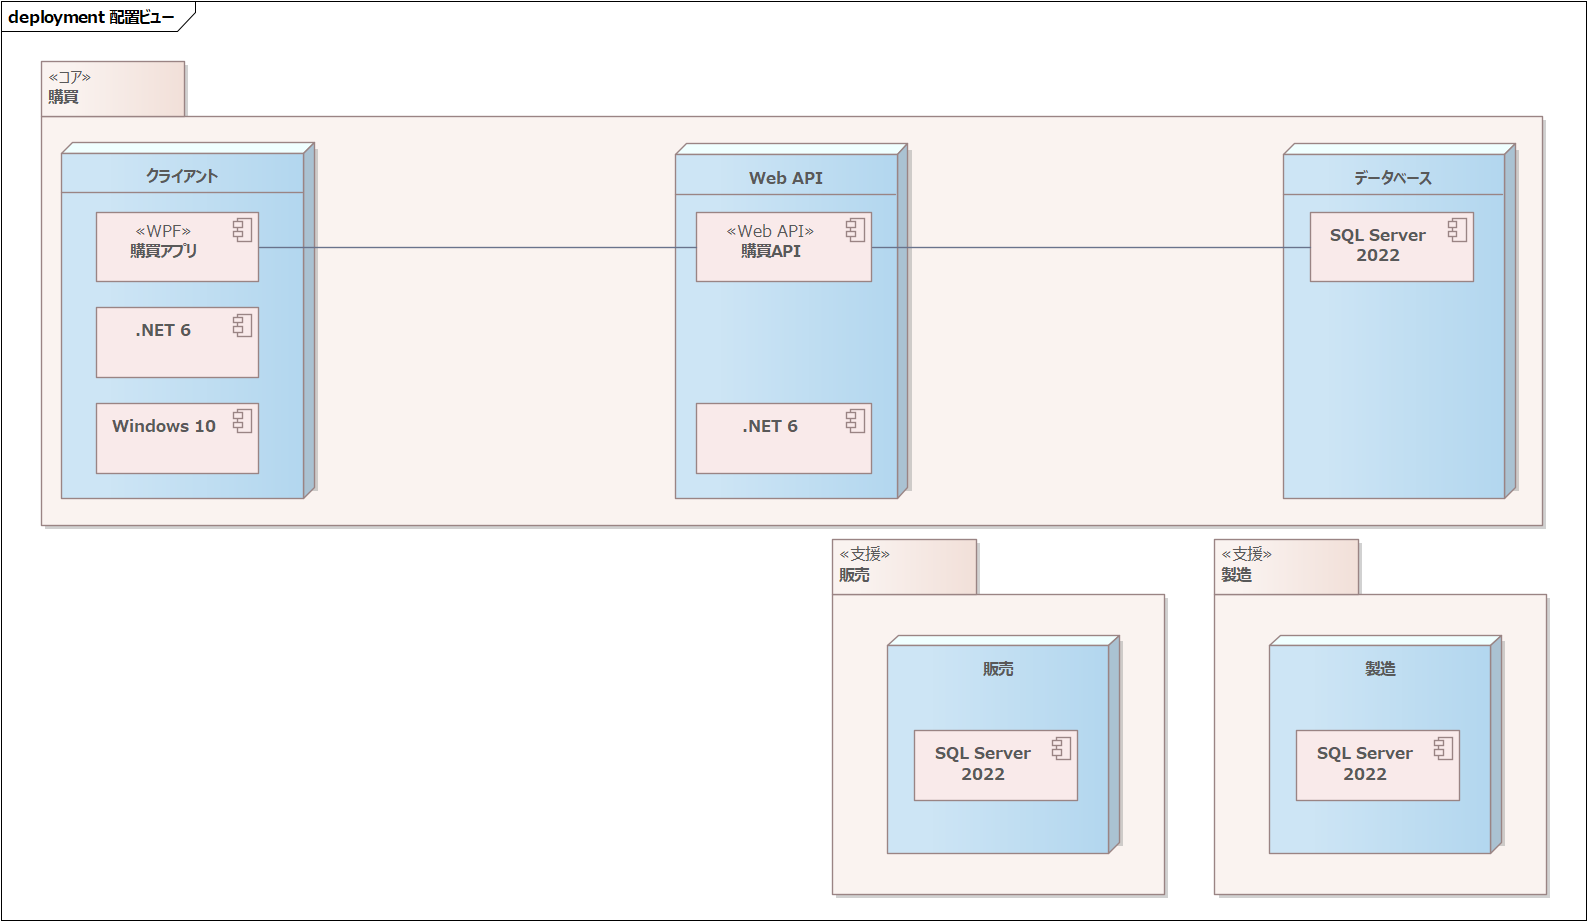 deployment 配置ビュー
«コア»
購買
クライアント
«WPF»
購買アプリ
.NET 6
Windows 10
Web API
«Web API»
購買API
.NET 6
データベース
SQL Server
2022
«支援»
販売
販売
SQL Server
2022
«支援»
製造
製造
SQL Server
2022